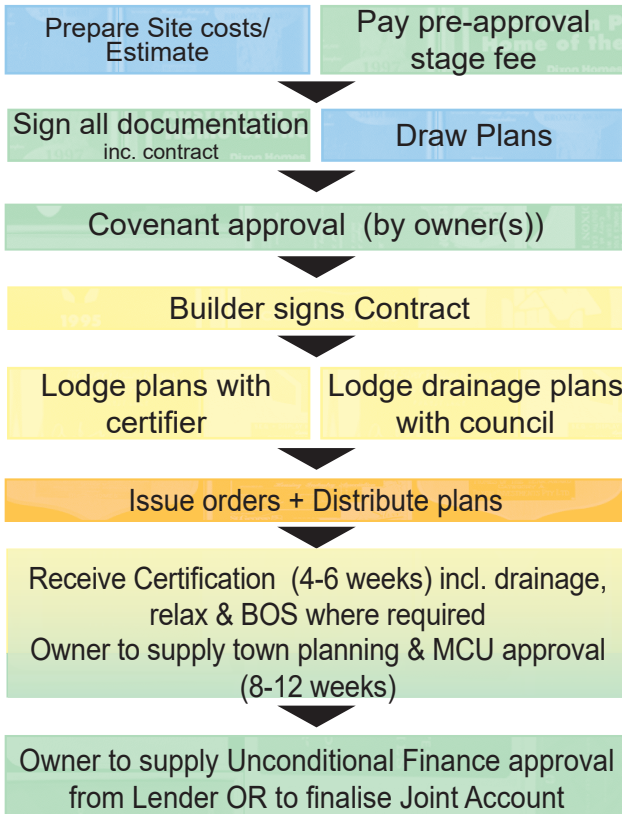 Prepare Site costs/
Estimate
Pay pre-approval
stage fee
Sign all documentation
inc. contract
Draw Plans
Covenant approval (by owner(s))
Builder signs Contract
Lodge plans with
certifier
Lodge drainage plans
with council
Issue orders + Distribute plans
Receive Certification (4-6 weeks) incl. drainage,
relax & BOS where required
Owner to supply town planning & MCU approval
(8-12 weeks)
Owner to supply Unconditional Finance approval
from Lender OR to finalise Joint Account